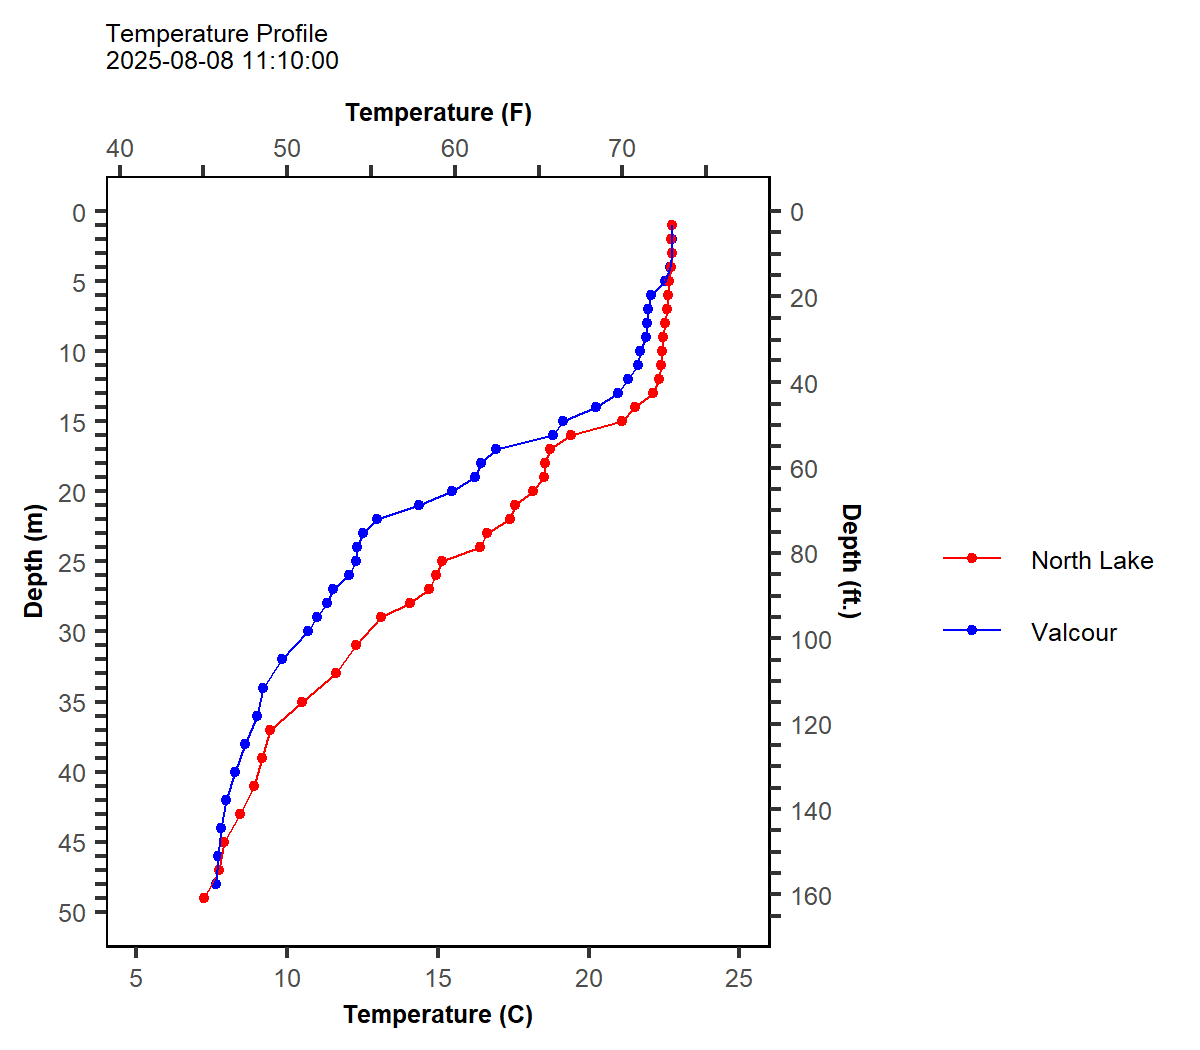 Temperature Profile
2025-08-08 11:10:00
Temperature (F)
40 50 60 70
0
5
10
15
20
25
30
35
40
45
50
Depth (m)
0
20
40
60
80
100
120
140
160
Depth (ft.)
North Lake
Valcour
5 10 15 20 25
Temperature (C)